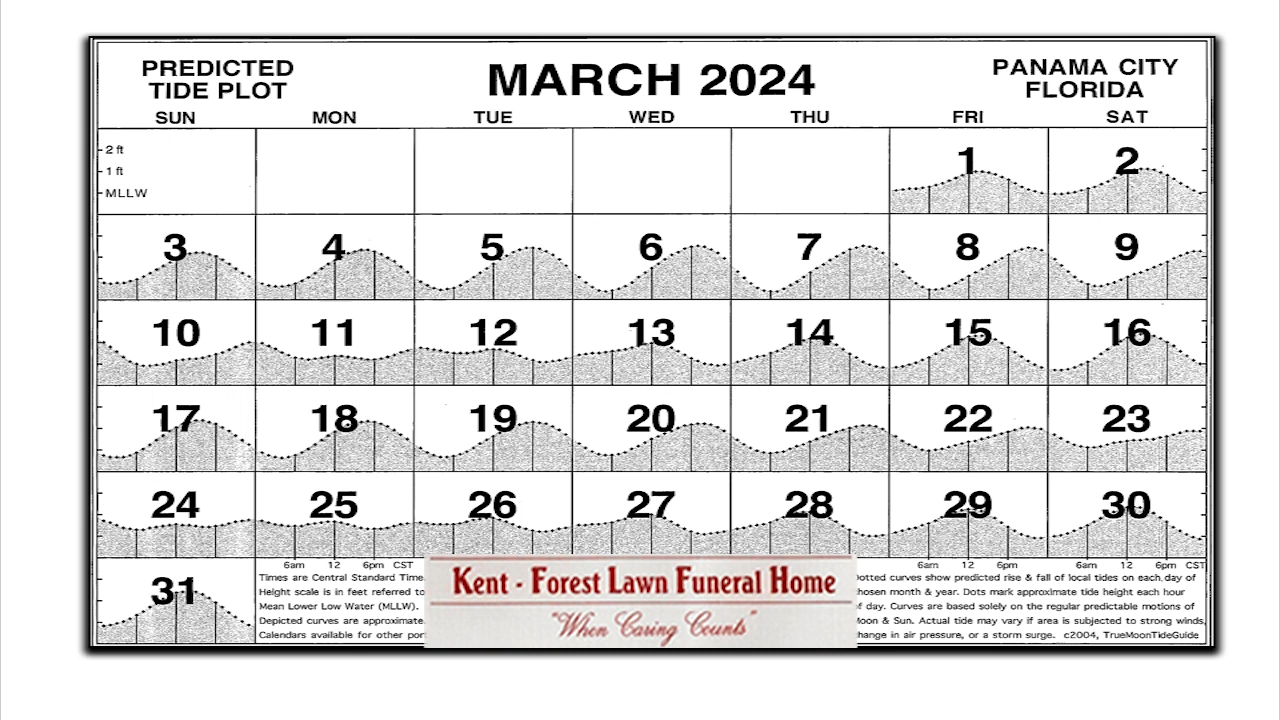 PREDICTED
TIDE PLOT
MARCH 2024
PANAMA CITY
FLORIDA
SUN MON TUE WED THU FRI SAT
2 ft
1 ft
MLLW
1 2
3 4 5 6 7 8 9
10 11 12 13 14 15 16
17 18 19 20 21 22 23
24 25 26 27 28 29 30
31
6am 12 6pm CST
Times are Central Standard Time.
Height scale is in feet referred to
Mean Lower Low Water (MLLW).
Depicted curves are approximate.
Calendars available for other por
Kent - Forest Lawn Funeral Home
"When Caring Counts"
6am 12 6pm 6am 12 6pm CST
Dotted curves show predicted rise & fall of local tides on each day of
hosen month & year. Dots mark approximate tide height each hour
f day. Curves are based solely on the regular predictable motions of
Moon & Sun. Actual tide may vary if area is subjected to strong winds,
hange in air pressure, or a storm surge. c2004, TrueMoonTideGuide